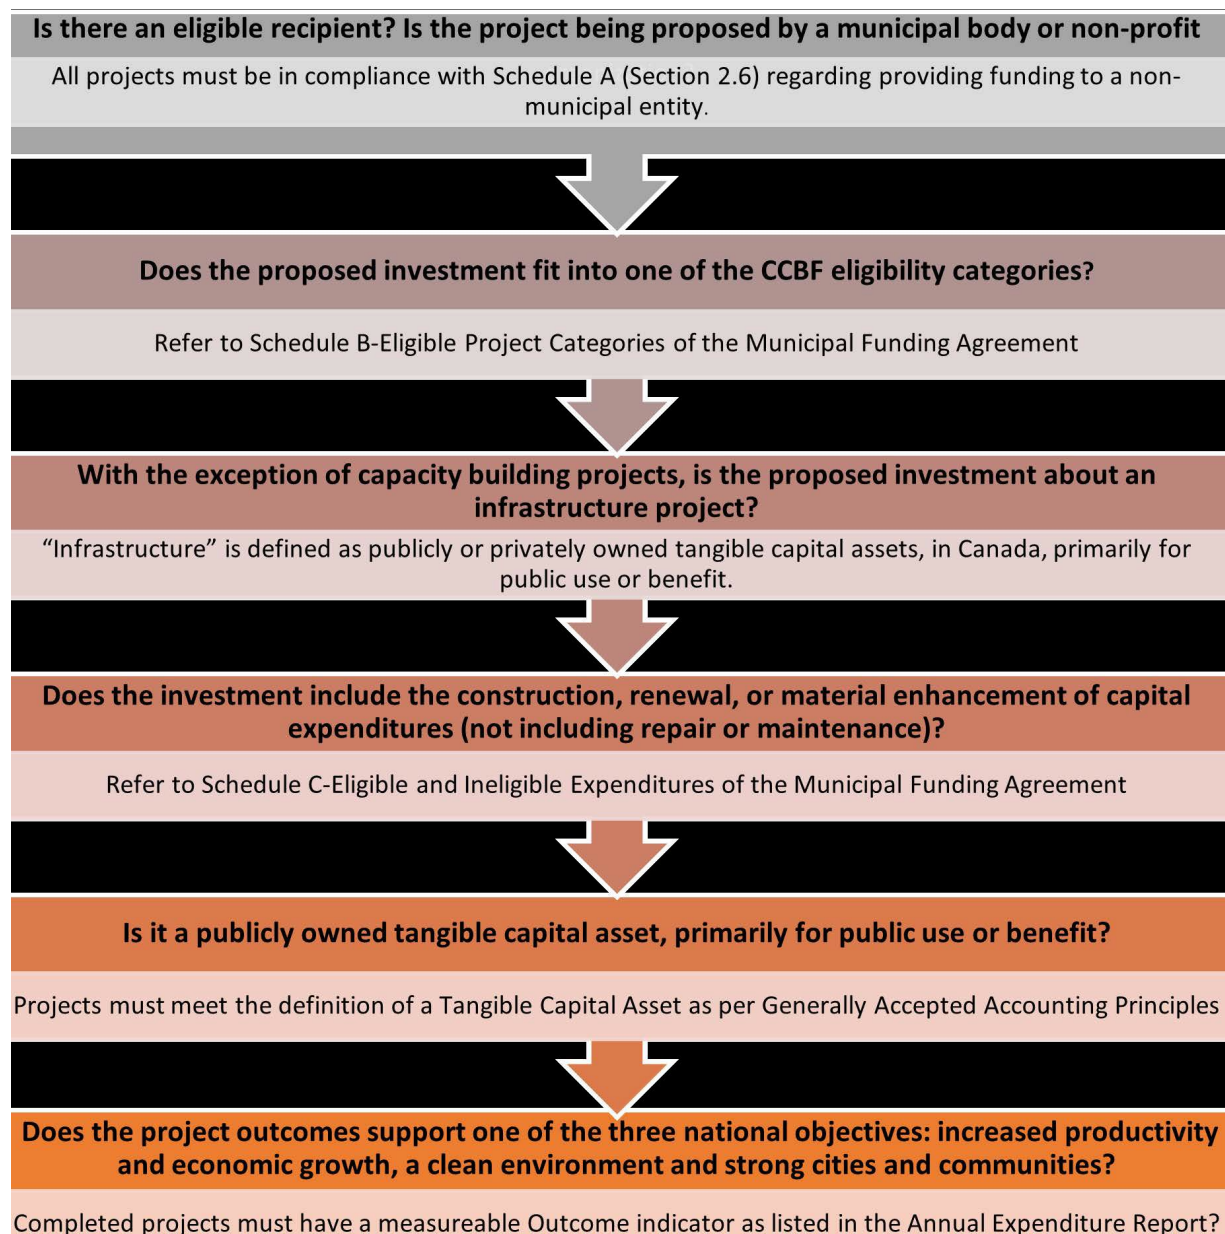 Is there an eligible recipient? Is the project being proposed by a municipal body or non-profit
All projects must be in compliance with Schedule A (Section 2.6) regarding providing funding to a non-
municipal entity.
Does the proposed investment fit into one of the CCBF eligibility categories?
Refer to Schedule B-Eligible Project Categories of the Municipal Funding Agreement
With the exception of capacity building projects, is the proposed investment about an
infrastructure project?
“Infrastructure” is defined as publicly or privately owned tangible capital assets, in Canada, primarily for
public use or benefit.
Does the investment include the construction, renewal, or material enhancement of capital
expenditures (not including repair or maintenance)?
Refer to Schedule C-Eligible and Ineligible Expenditures of the Municipal Funding Agreement
Is it a publicly owned tangible capital asset, primarily for public use or benefit?
Projects must meet the definition of a Tangible Capital Asset as per Generally Accepted Accounting Principles
Does the project outcomes support one of the three national objectives: increased productivity
and economic growth, a clean environment and strong cities and communities?
Completed projects must have a measureable Outcome indicator as listed in the Annual Expenditure Report?